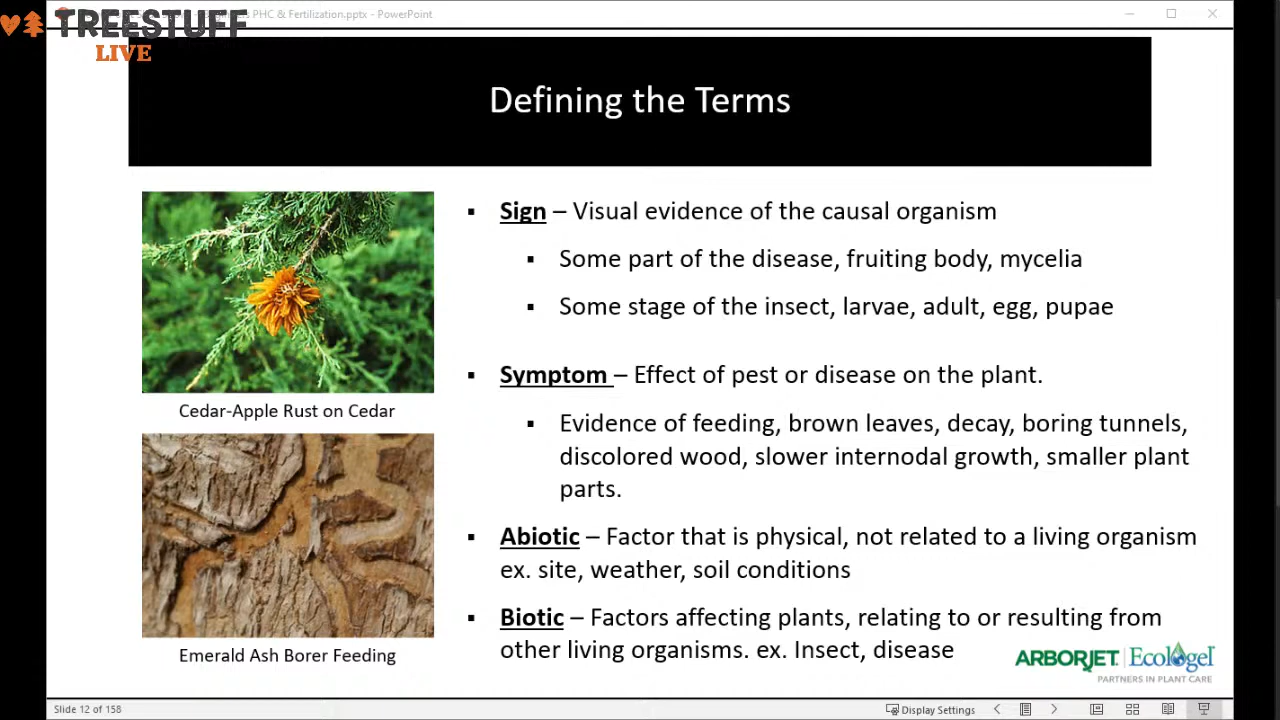 TREESTUFF
LIVE
PHC & Fertilization.pptx - PowerPoint
Defining the Terms
▪ Sign – Visual evidence of the causal organism
▪ Some part of the disease, fruiting body, mycelia
▪ Some stage of the insect, larvae, adult, egg, pupae
▪ Symptom – Effect of pest or disease on the plant.
▪ Evidence of feeding, brown leaves, decay, boring tunnels,
discolored wood, slower internodal growth, smaller plant
parts.
▪ Abiotic – Factor that is physical, not related to a living organism
ex. site, weather, soil conditions
▪ Biotic – Factors affecting plants, relating to or resulting from
other living organisms. ex. Insect, disease
Cedar-Apple Rust on Cedar
Emerald Ash Borer Feeding
ARBORJET Ecologel
PARTNERS IN PLANT CARE
Slide 12 of 158
Display Settings